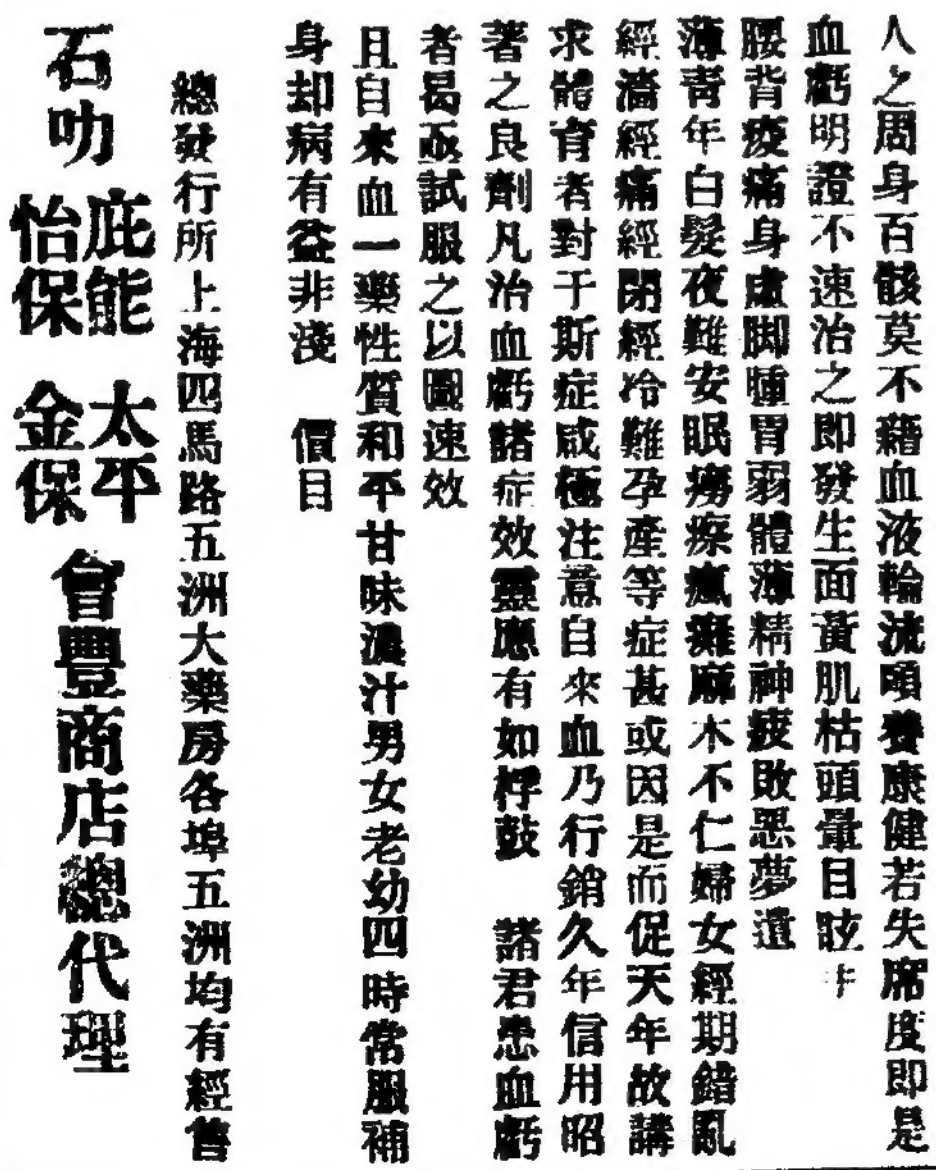 人之周身百骸莫不藉血液輪流頤養康健若失常度即是
血虧明證不速治之即發生面黃肌枯頭暈目眩
腰背痠痛身虛脚腫胃弱體薄精神疲敗惡夢遺
薄靑年白髮夜難安眠癆瘵瘋癱麻木不仁婦女經期錯亂
經濇經痛經閉經冷難孕產等症甚或因是而促天年故講
求體育者對于斯症咸極注意自來血乃行銷久年信用昭
著之良劑凡治血虧諸症效靈應有如桴鼓 諸君患血虧
者曷亟試服之以圖速效
且自來血一藥性質和平甘味濃汁男女老幼四時常服補
身却病有益非淺 價目
總發行所上海四馬路五洲大藥房各埠五洲均有經售
石叻 庇能 怡保 太平 金保 會豐商店總代理